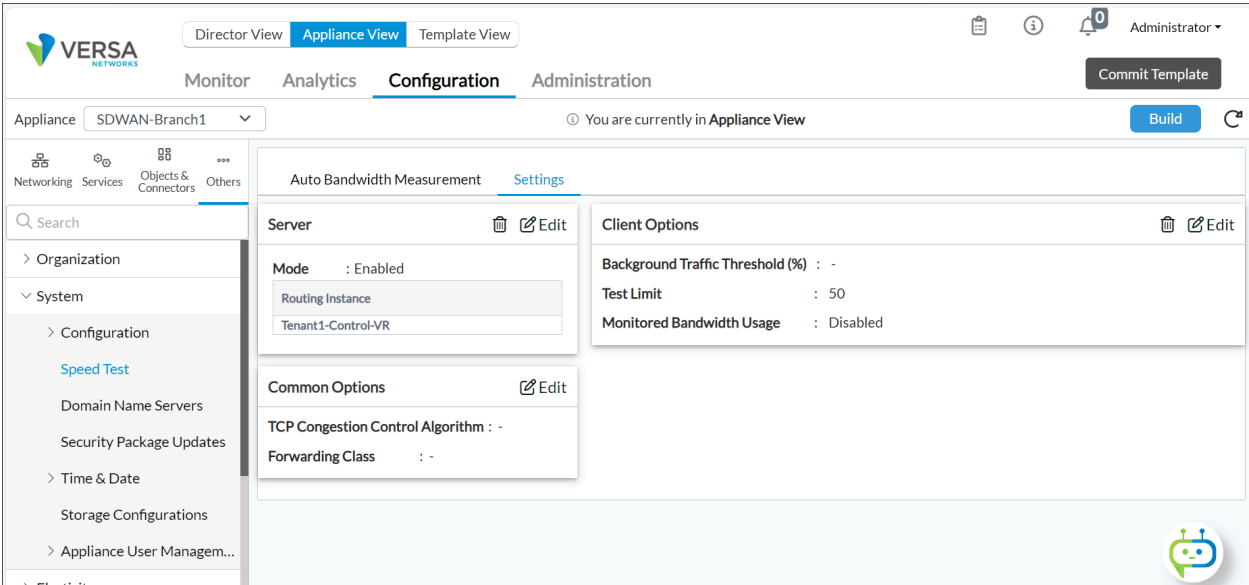 VERSA
NETWORKS
Director View Appliance View Template View
0
Administrator
Monitor Analytics Configuration Administration
Commit Template
Appliance SDWAN-Branch1
You are currently in Appliance View
Build
Networking Services Objects & Connectors Others
Auto Bandwidth Measurement Settings
Search
Organization
System
Configuration
Speed Test
Domain Name Servers
Security Package Updates
Time & Date
Storage Configurations
Appliance User Managem...
Server Edit
Mode : Enabled
Routing Instance
Tenant1-Control-VR
Client Options Edit
Background Traffic Threshold (%) : -
Test Limit : 50
Monitored Bandwidth Usage : Disabled
Common Options Edit
TCP Congestion Control Algorithm : -
Forwarding Class : -